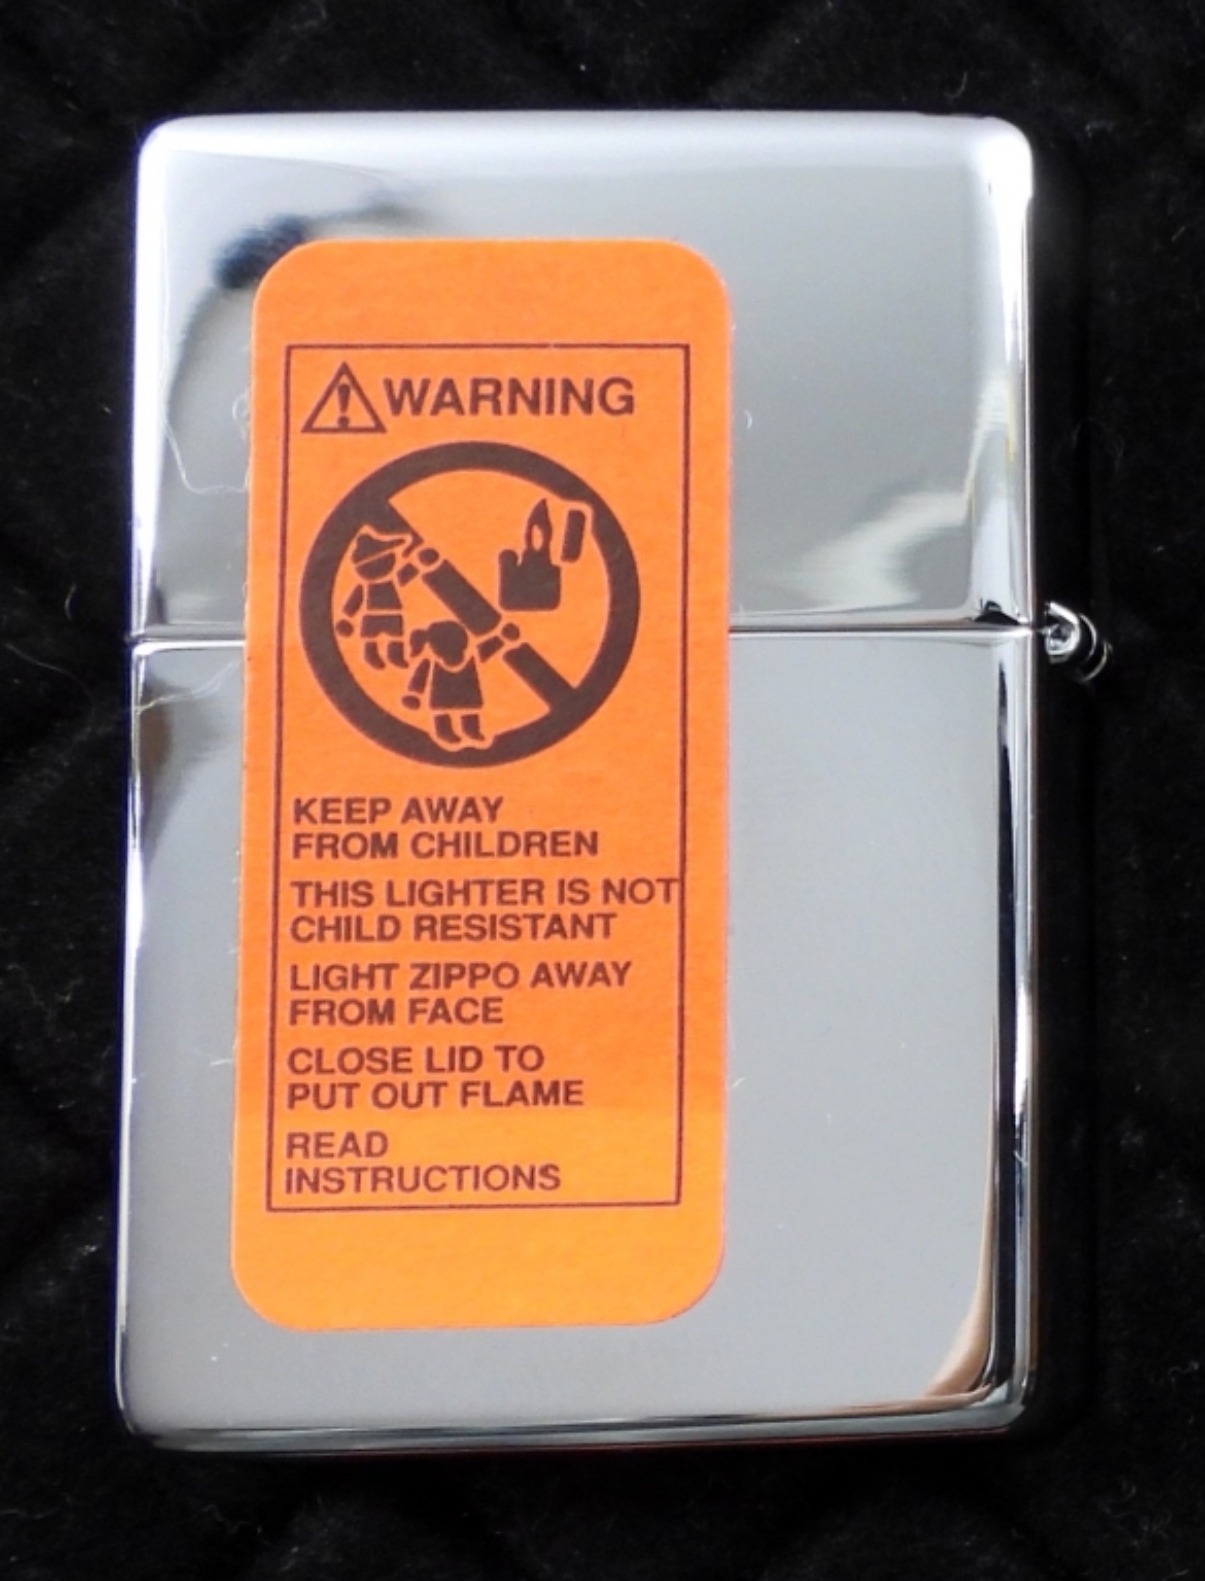 WARNING
KEEP AWAY
FROM CHILDREN
THIS LIGHTER IS NOT
CHILD RESISTANT
LIGHT ZIPPO AWAY
FROM FACE
CLOSE LID TO
PUT OUT FLAME
READ
INSTRUCTIONS